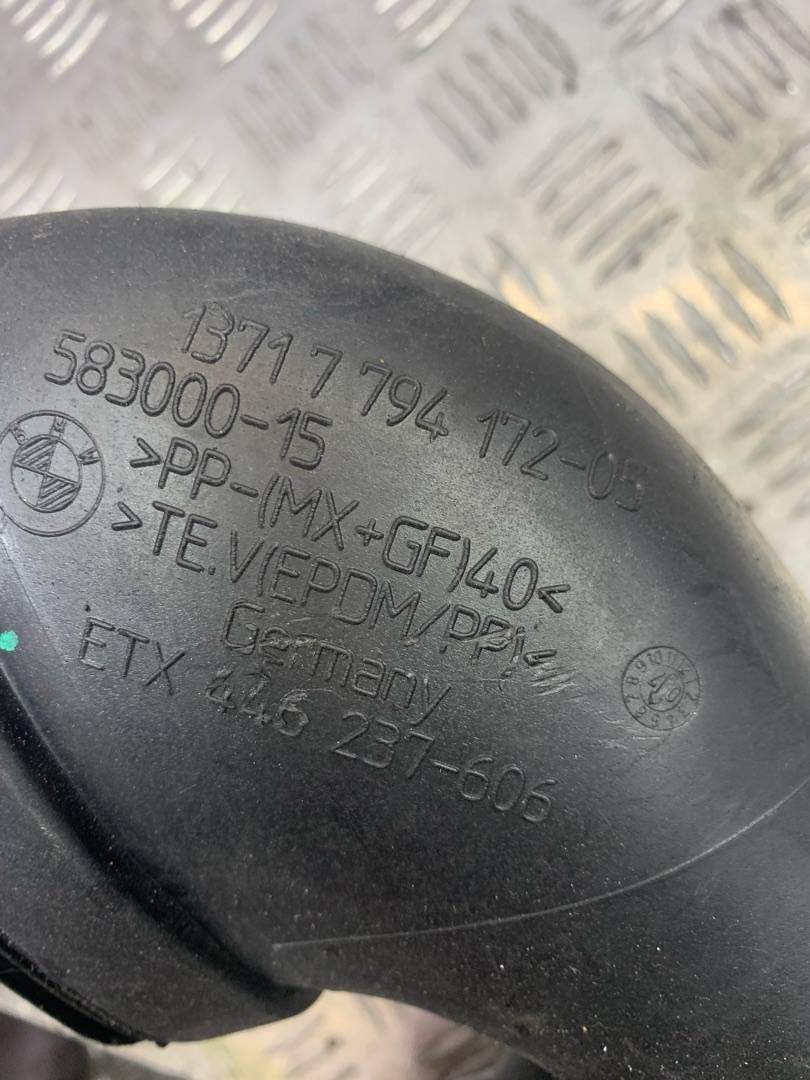 1371 7 794 172-05
583000-15
BMW
>PP-(MX+GF)40<
>TE.V(EPDM/PP)<
Germany
ETX 446 237-606